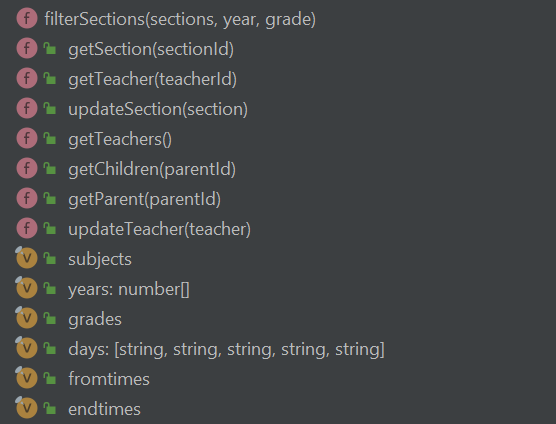 f filterSections(sections, year, grade)
f getSection(sectionId)
f getTeacher(teacherId)
f updateSection(section)
f getTeachers()
f getChildren(parentId)
f getParent(parentId)
f updateTeacher(teacher)
V subjects
V years: number[]
V grades
V days: [string, string, string, string, string]
V fromtimes
V endtimes